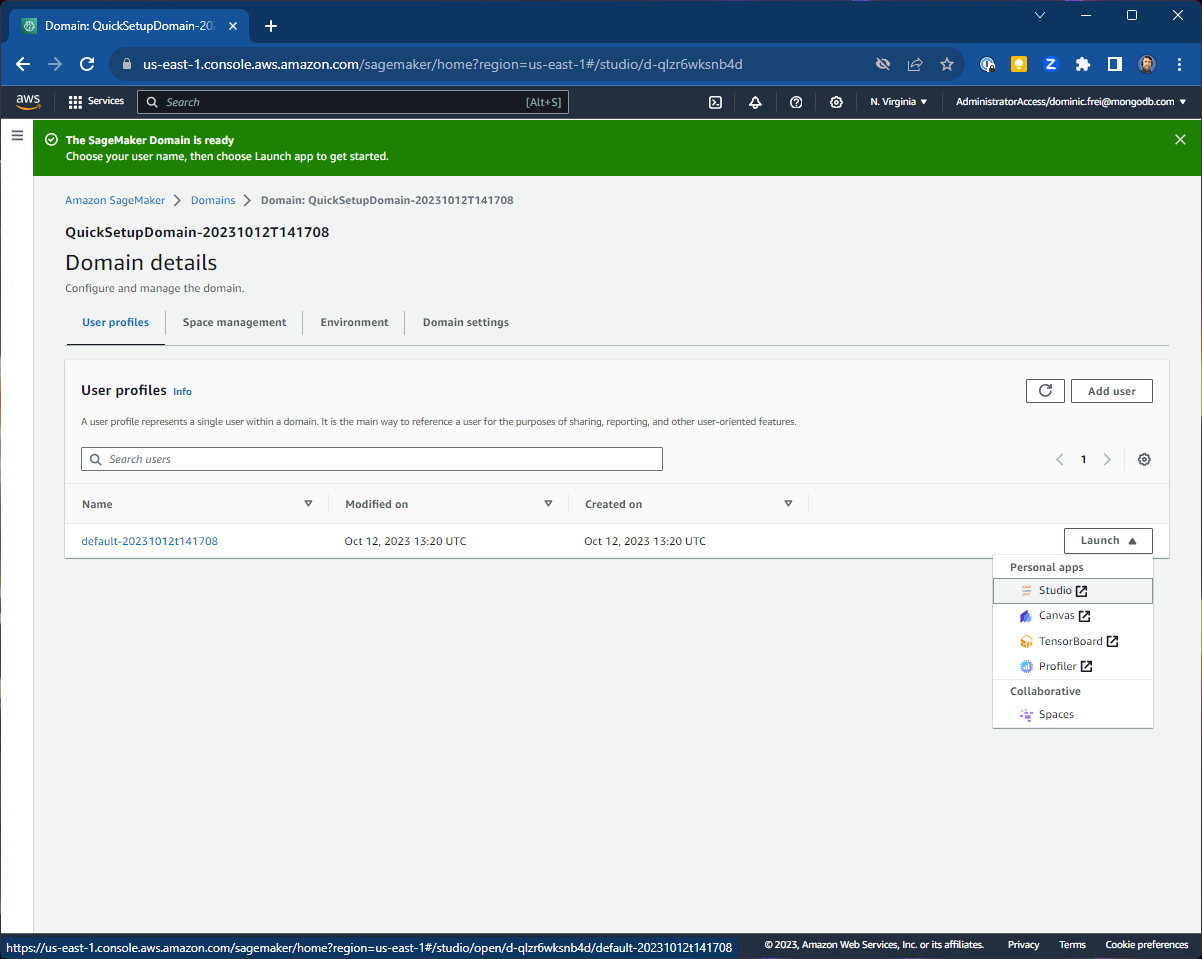 Domain: QuickSetupDomain-202
us-east-1.console.aws.amazon.com/sagemaker/home?region=us-east-1#/studio/d-qlzr6wksnb4d
aws
Services
Search
[Alt+S]
N. Virginia
AdministratorAccess/dominic.frei@mongodb.com
The SageMaker Domain is ready
Choose your user name, then choose Launch app to get started.
Amazon SageMaker
Domains
Domain: QuickSetupDomain-20231012T141708
QuickSetupDomain-20231012T141708
Domain details
Configure and manage the domain.
User profiles
Space management
Environment
Domain settings
User profiles Info
Add user
A user profile represents a single user within a domain. It is the main way to reference a user for the purposes of sharing, reporting, and other user-oriented features.
Search users
1
Name
Modified on
Created on
default-20231012t141708
Oct 12, 2023 13:20 UTC
Oct 12, 2023 13:20 UTC
Launch
Personal apps
Studio
Canvas
TensorBoard
Profiler
Collaborative
Spaces
https://us-east-1.console.aws.amazon.com/sagemaker/home?region=us-east-1#/studio/open/d-qlzr6wksnb4d/default-20231012t141708
© 2023, Amazon Web Services, Inc. or its affiliates.
Privacy
Terms
Cookie preferences